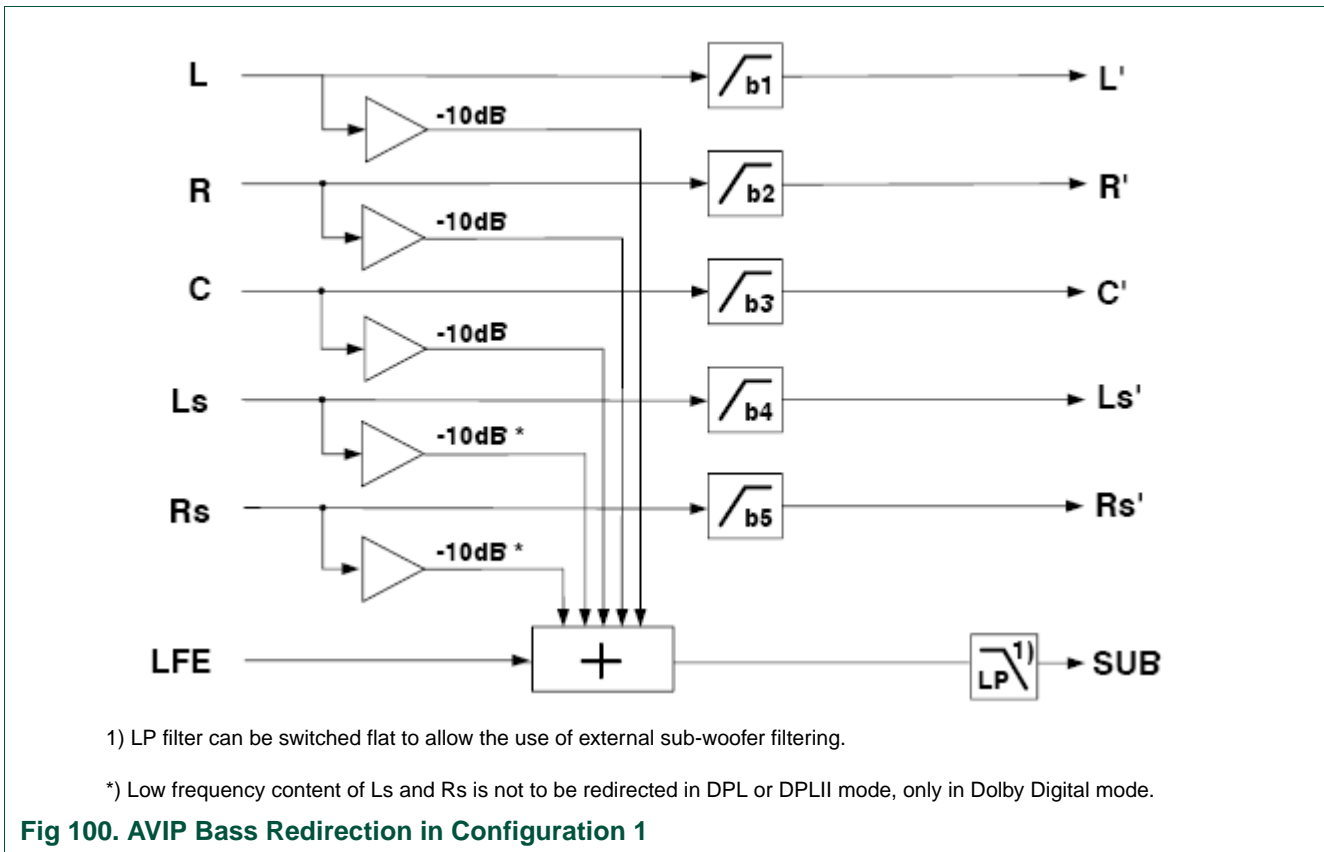 L
b1
L'
-10dB
R
b2
R'
-10dB
C
b3
C'
-10dB
Ls
b4
Ls'
-10dB *
Rs
b5
Rs'
-10dB *
LFE
+
LP
1)
SUB
1) LP filter can be switched flat to allow the use of external sub-woofer filtering.
*) Low frequency content of Ls and Rs is not to be redirected in DPL or DPLII mode, only in Dolby Digital mode.
Fig 100. AVIP Bass Redirection in Configuration 1